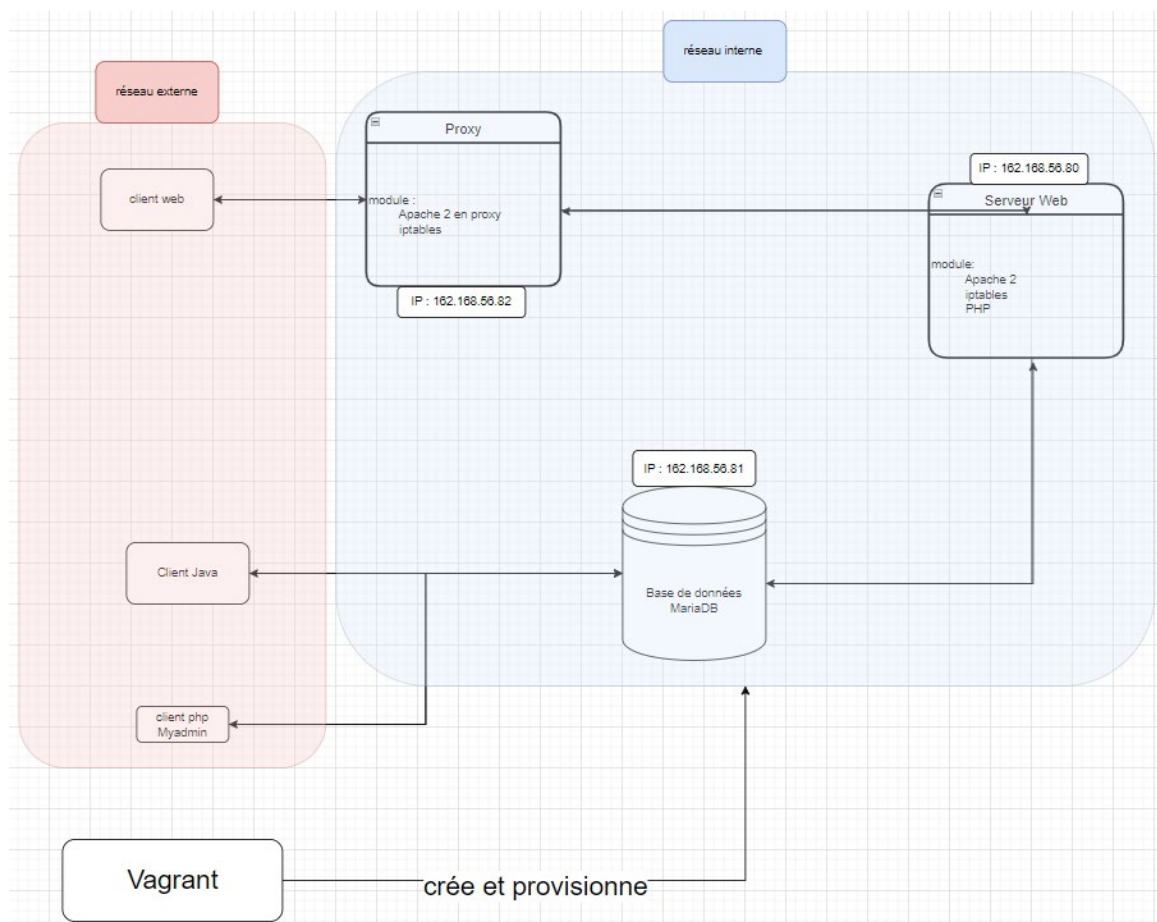 réseau interne
réseau externe
Proxy
client web
IP : 162.168.56.80
Serveur Web
module :
Apache 2 en proxy
iptables
module:
Apache 2
iptables
PHP
IP : 162.168.56.82
IP : 162.168.56.81
Client Java
Base de données
MariaDB
client php
Myadmin
Vagrant
crée et provisionne